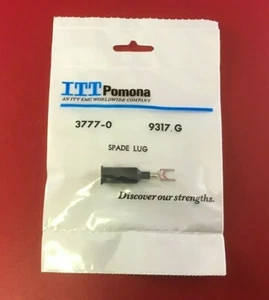 ITT Pomona
AN ITT EMC WORLDWIDE COMPANY
3777-0 9317.G
SPADE LUG
Discover our strengths.